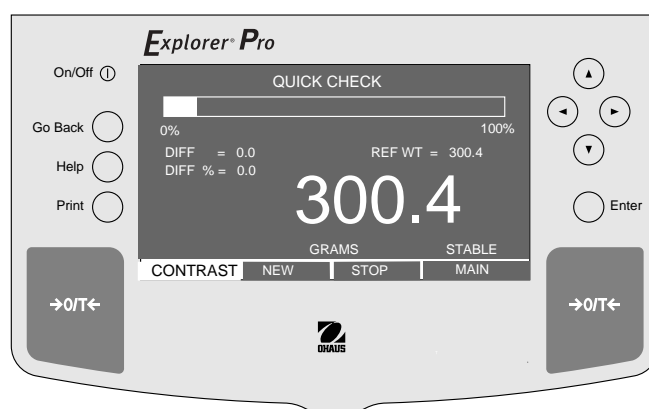 Explorer® Pro
On/Off
QUICK CHECK
Go Back
0% 100%
DIFF = 0.0 REF WT = 300.4
DIFF % = 0.0
Help
300.4
Print
Enter
GRAMS STABLE
CONTRAST NEW STOP MAIN
→0/T← →0/T←
OHAUS